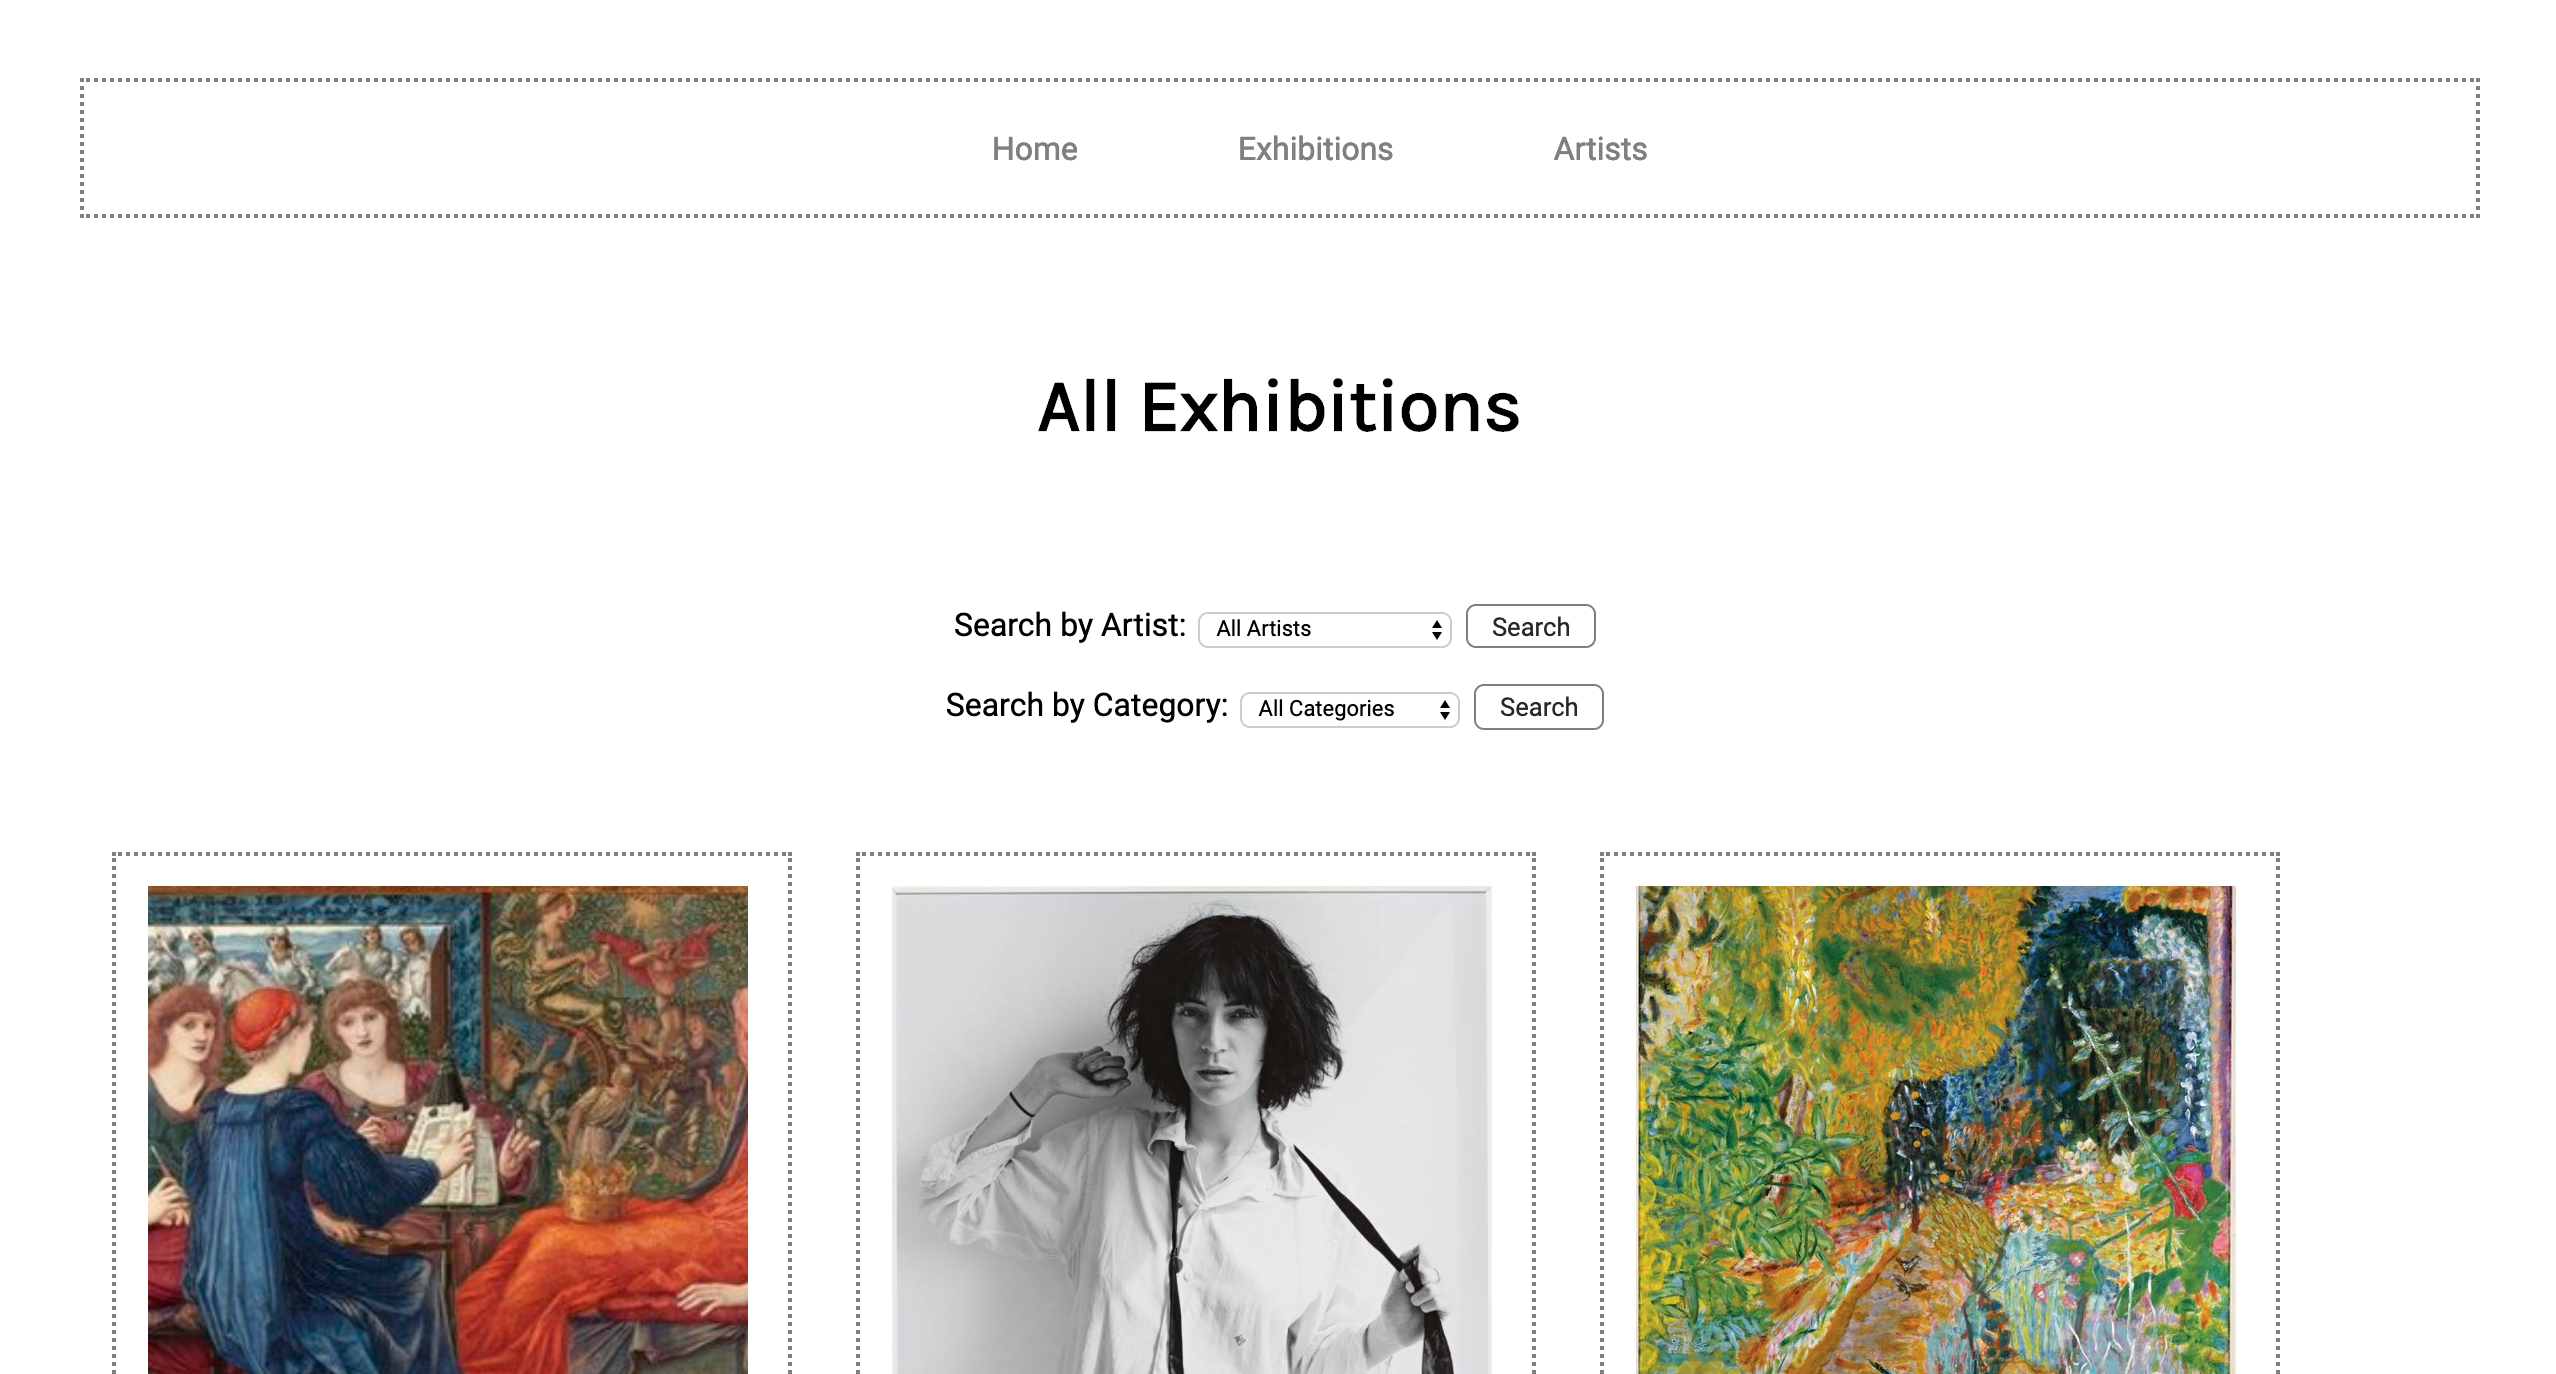 Home Exhibitions Artists
All Exhibitions
Search by Artist: All Artists Search
Search by Category: All Categories Search